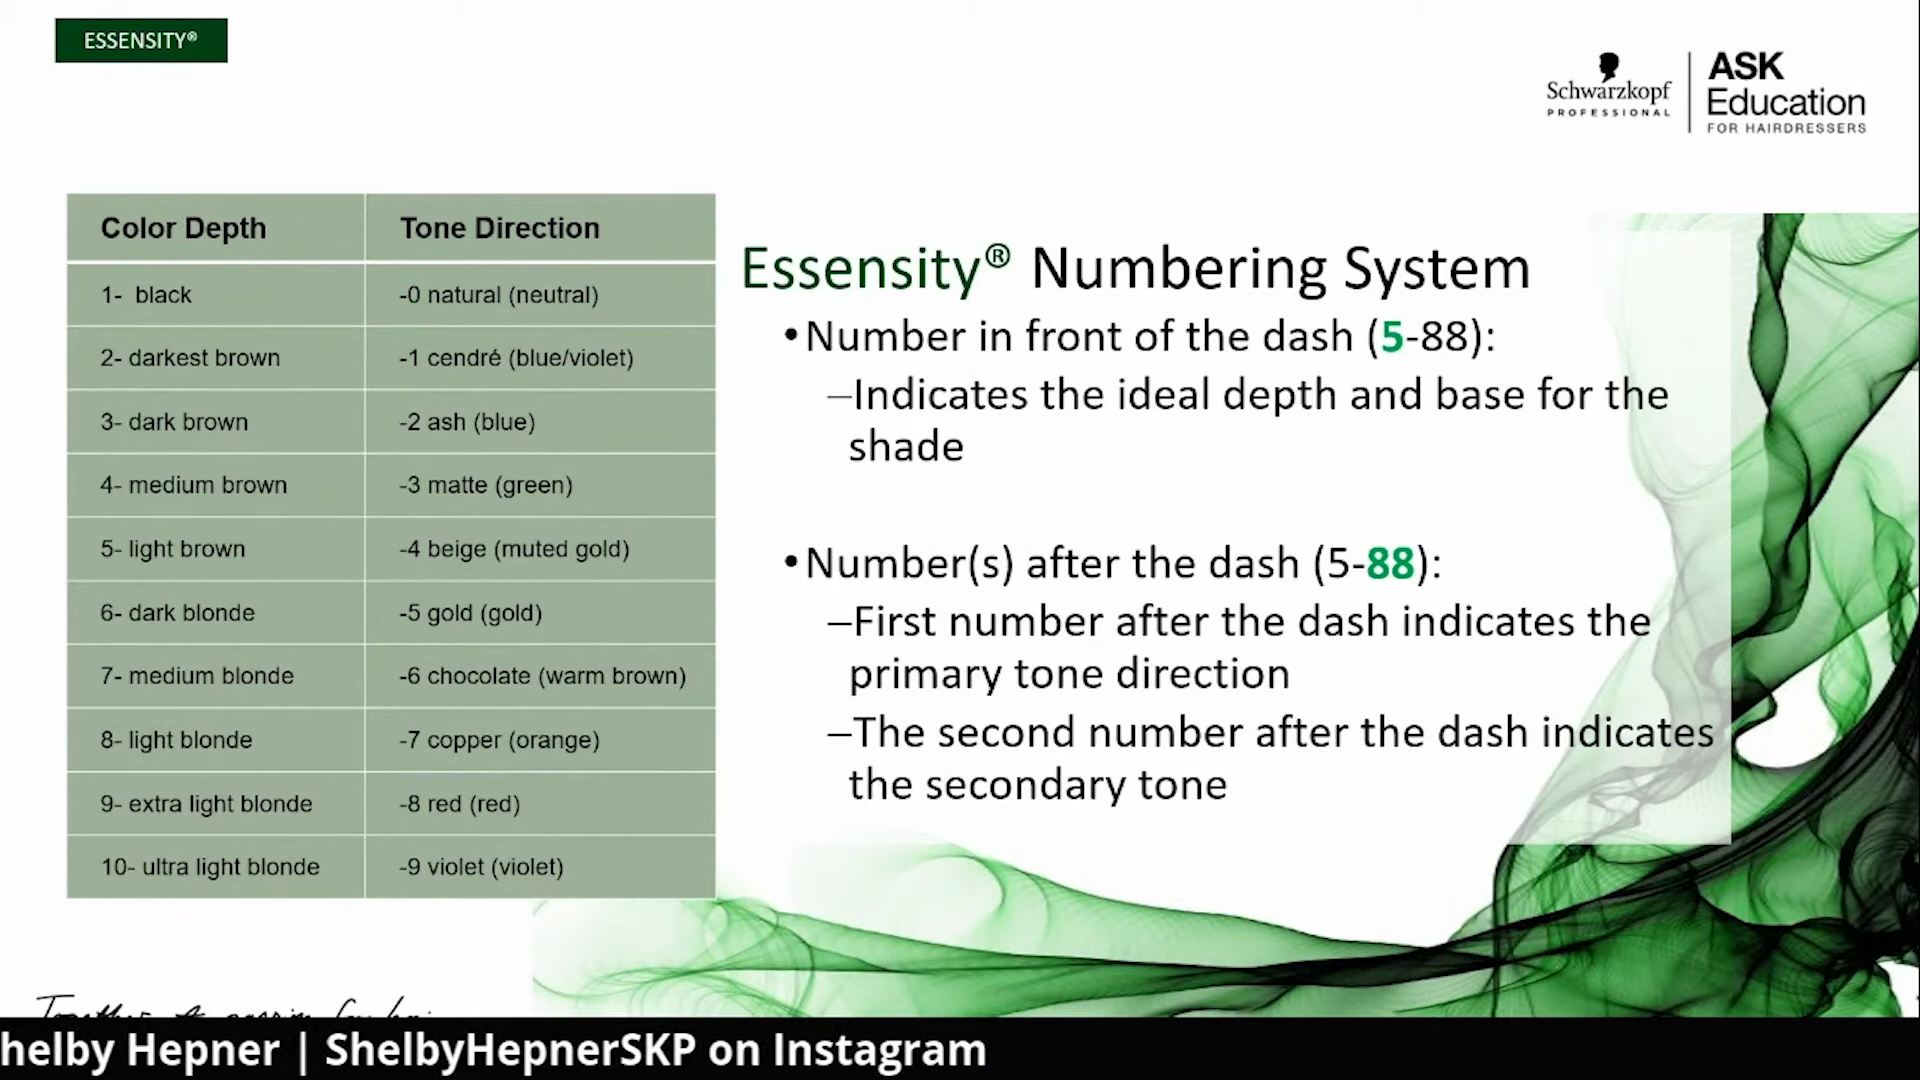 ESSENSITY®
Schwarzkopf
PROFESSIONAL
ASK
Education
FOR HAIRDRESSERS
Color Depth Tone Direction
1- black -0 natural (neutral)
2- darkest brown -1 cendré (blue/violet)
3- dark brown -2 ash (blue)
4- medium brown -3 matte (green)
5- light brown -4 beige (muted gold)
6- dark blonde -5 gold (gold)
7- medium blonde -6 chocolate (warm brown)
8- light blonde -7 copper (orange)
9- extra light blonde -8 red (red)
10- ultra light blonde -9 violet (violet)
Essensity® Numbering System
•Number in front of the dash (5-88):
–Indicates the ideal depth and base for the
shade
•Number(s) after the dash (5-88):
–First number after the dash indicates the
primary tone direction
–The second number after the dash indicates
the secondary tone
helby Hepner | ShelbyHepnerSKP on Instagram